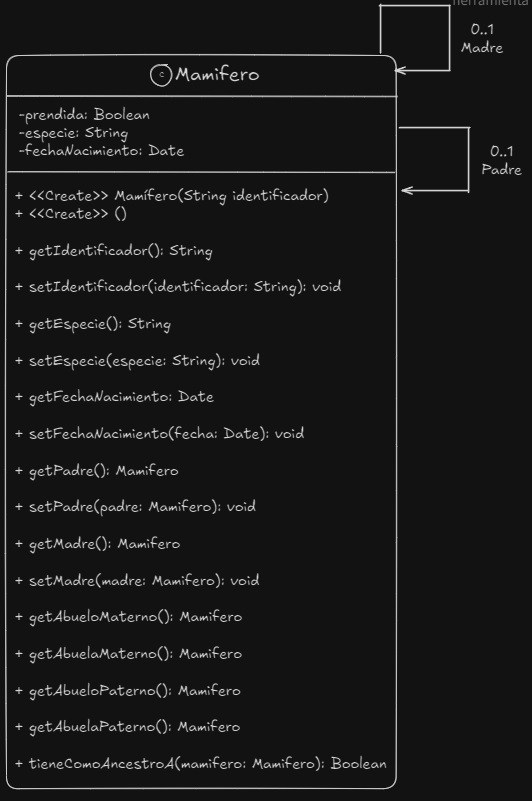 herramienta
0..1
Madre
C Mamifero
-prendida: Boolean
-especie: String
-fechaNacimiento: Date
0..1
Padre
+ <<Create>> Mamífero(String identificador)
+ <<Create>> ()
+ getIdentificador(): String
+ setIdentificador(identificador: String): void
+ getEspecie(): String
+ setEspecie(especie: String): void
+ getFechaNacimiento: Date
+ setFechaNacimiento(fecha: Date): void
+ getPadre(): Mamifero
+ setPadre(padre: Mamifero): void
+ getMadre(): Mamifero
+ setMadre(madre: Mamifero): void
+ getAbueloMaterno(): Mamifero
+ getAbuelaMaterno(): Mamifero
+ getAbueloPaterno(): Mamifero
+ getAbuelaPaterno(): Mamifero
+ tieneComoAncestroA(mamifero: Mamifero): Boolean